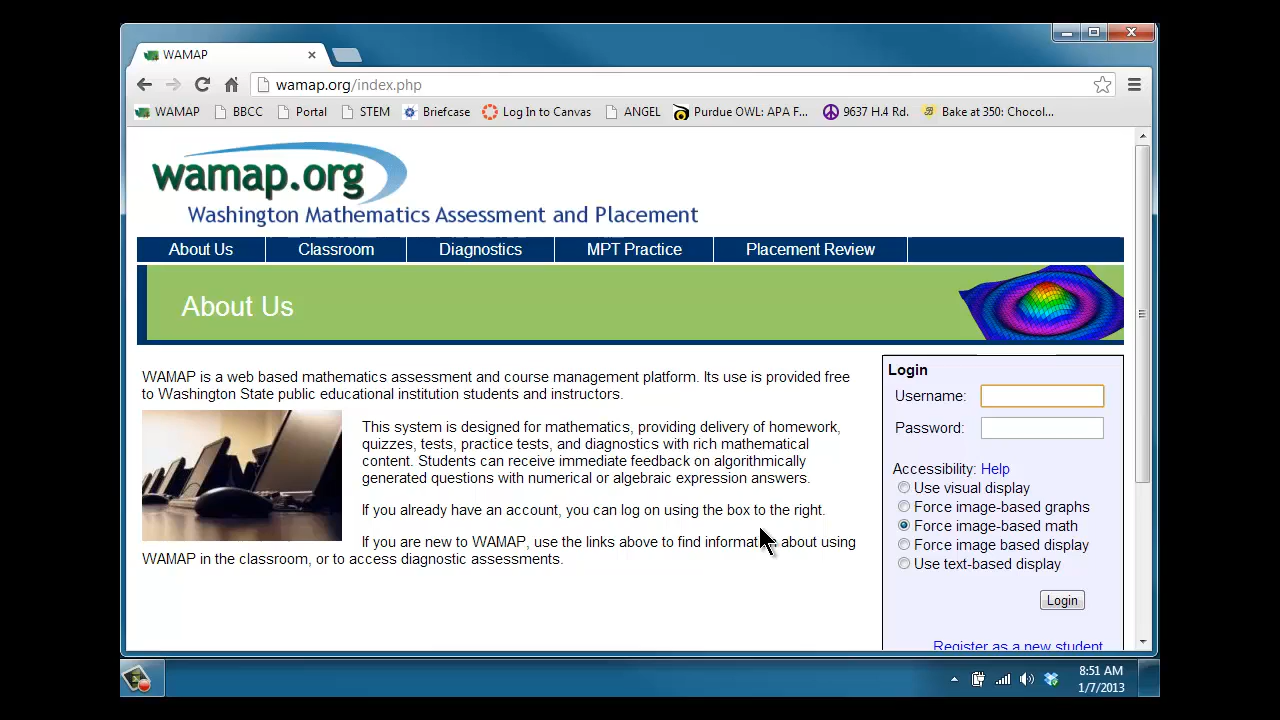 WAMAP
wamap.org/index.php
WAMAP BBCC Portal STEM Briefcase Log In to Canvas ANGEL Purdue OWL: APA F... 9637 H.4 Rd. Bake at 350: Chocol...
wamap.org
Washington Mathematics Assessment and Placement
About Us Classroom Diagnostics MPT Practice Placement Review
About Us
WAMAP is a web based mathematics assessment and course management platform. Its use is provided free
to Washington State public educational institution students and instructors.
This system is designed for mathematics, providing delivery of homework,
quizzes, tests, practice tests, and diagnostics with rich mathematical
content. Students can receive immediate feedback on algorithmically
generated questions with numerical or algebraic expression answers.
If you already have an account, you can log on using the box to the right.
If you are new to WAMAP, use the links above to find information about using
WAMAP in the classroom, or to access diagnostic assessments.
Login
Username:
Password:
Accessibility: Help
Use visual display
Force image-based graphs
Force image-based math
Force image based display
Use text-based display
Login
Register as a new student
8:51 AM
1/7/2013